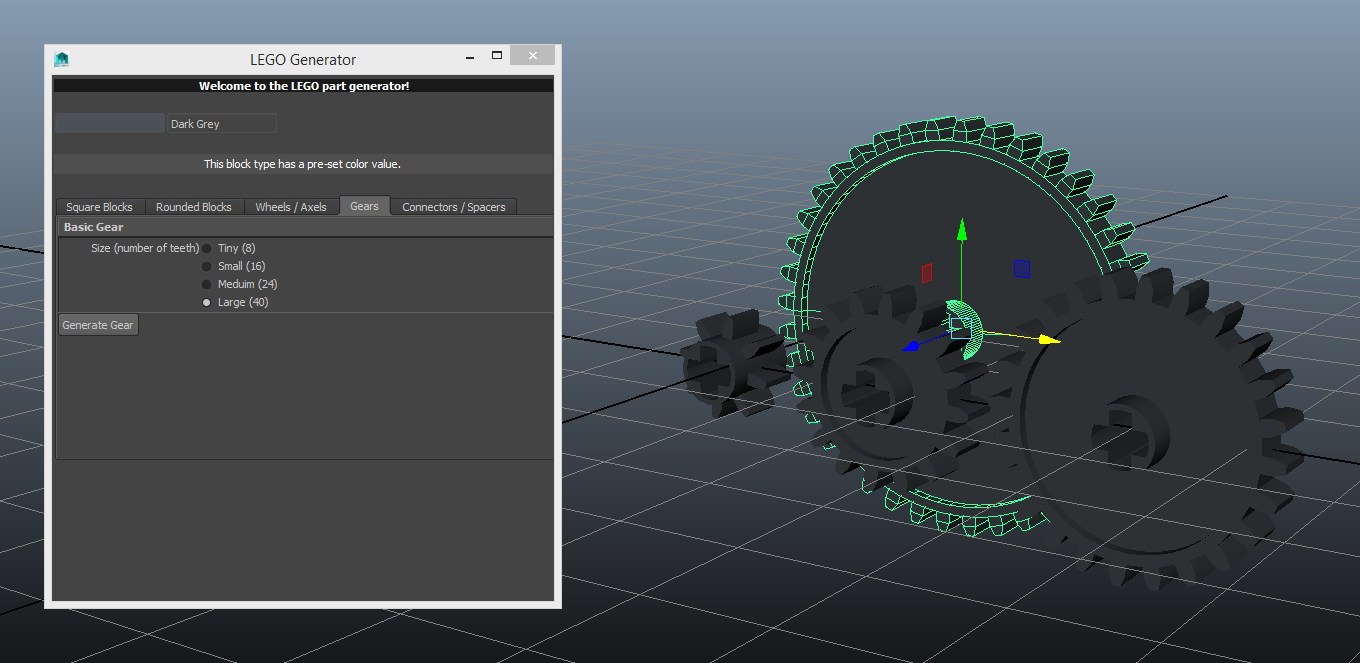 LEGO Generator
Welcome to the LEGO part generator!
Dark Grey
This block type has a pre-set color value.
Square Blocks Rounded Blocks Wheels / Axels Gears Connectors / Spacers
Basic Gear
Size (number of teeth) Tiny (8)
Small (16)
Meduim (24)
Large (40)
Generate Gear